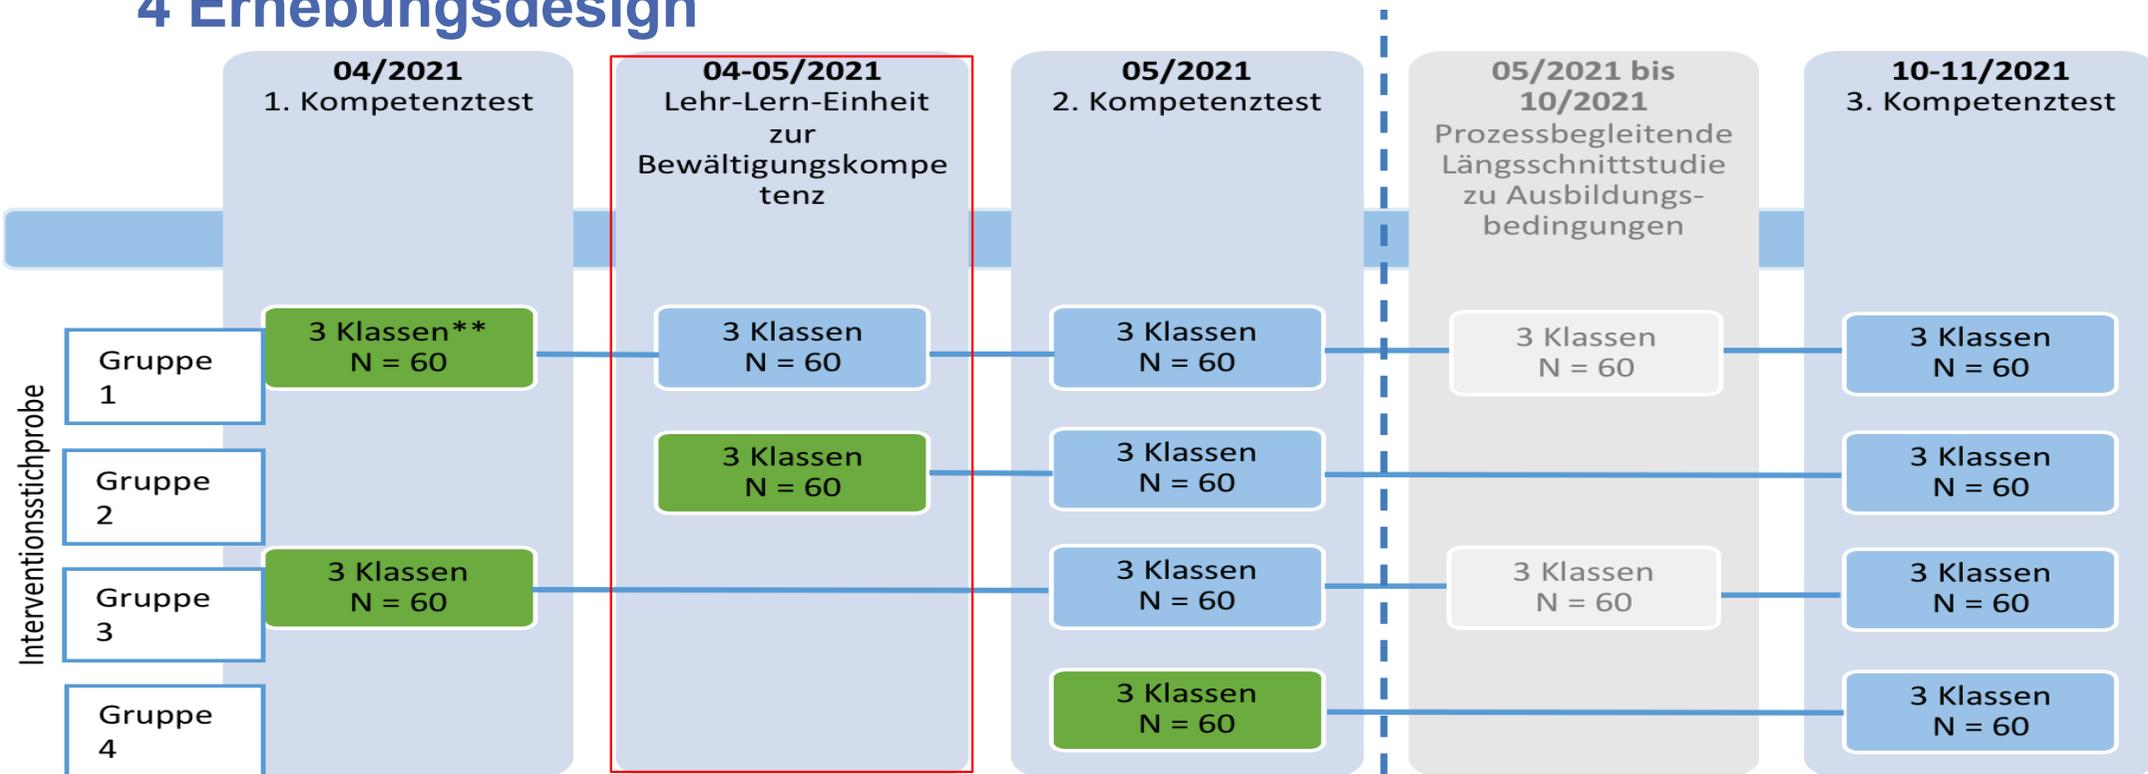 4 Erhebungsdesign
04/2021
1. Kompetenztest
04-05/2021
Lehr-Lern-Einheit
zur
Bewältigungskompe
tenz
05/2021
2. Kompetenztest
05/2021 bis
10/2021
Prozessbegleitende
Längsschnittstudie
zu Ausbildungs-
bedingungen
10-11/2021
3. Kompetenztest
Interventionsstichprobe
Gruppe
1
3 Klassen**
N = 60
3 Klassen
N = 60
3 Klassen
N = 60
3 Klassen
N = 60
3 Klassen
N = 60
Gruppe
2
3 Klassen
N = 60
3 Klassen
N = 60
3 Klassen
N = 60
Gruppe
3
3 Klassen
N = 60
3 Klassen
N = 60
3 Klassen
N = 60
3 Klassen
N = 60
Gruppe
4
3 Klassen
N = 60
3 Klassen
N = 60